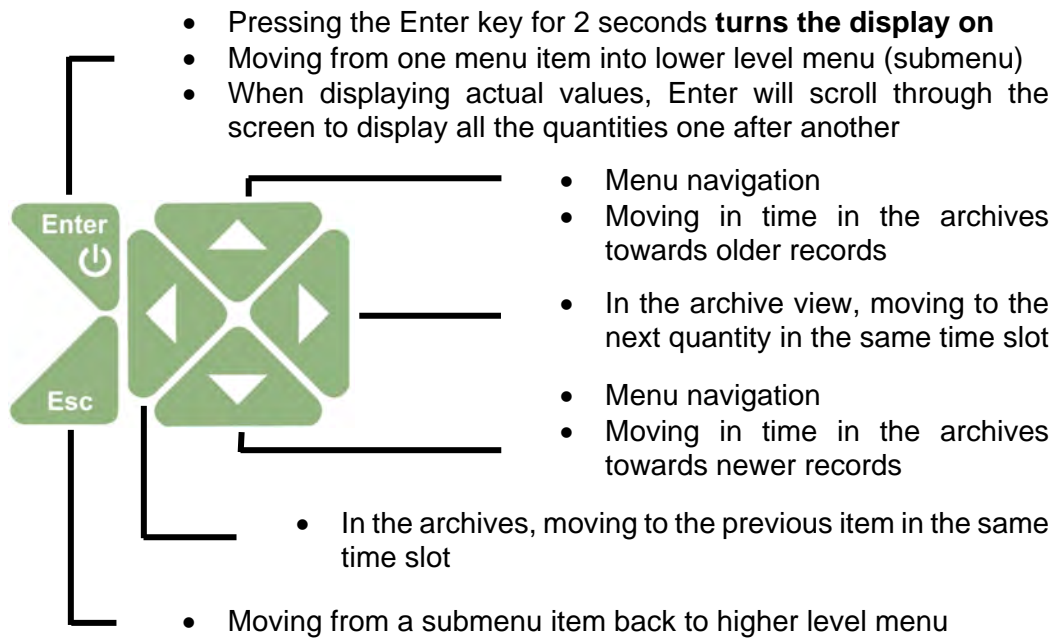 • Pressing the Enter key for 2 seconds turns the display on
• Moving from one menu item into lower level menu (submenu)
• When displaying actual values, Enter will scroll through the
screen to display all the quantities one after another
• Menu navigation
• Moving in time in the archives
towards older records
Enter
• In the archive view, moving to the
next quantity in the same time slot
Esc
• Menu navigation
• Moving in time in the archives
towards newer records
• In the archives, moving to the previous item in the same
time slot
• Moving from a submenu item back to higher level menu